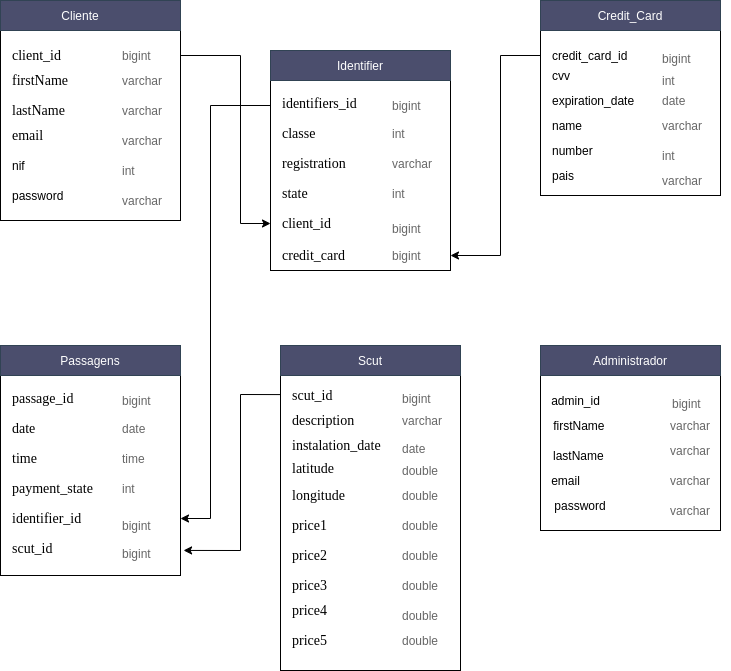 Cliente
client_id bigint
firstName varchar
lastName varchar
email varchar
nif int
password varchar
Identifier
identifiers_id bigint
classe int
registration varchar
state int
client_id bigint
credit_card bigint
Credit_Card
credit_card_id bigint
cvv int
expiration_date date
name varchar
number int
pais varchar
Passagens
passage_id bigint
date date
time time
payment_state int
identifier_id bigint
scut_id bigint
Scut
scut_id bigint
description varchar
instalation_date date
latitude double
longitude double
price1 double
price2 double
price3 double
price4 double
price5 double
Administrador
admin_id bigint
firstName varchar
lastName varchar
email varchar
password varchar